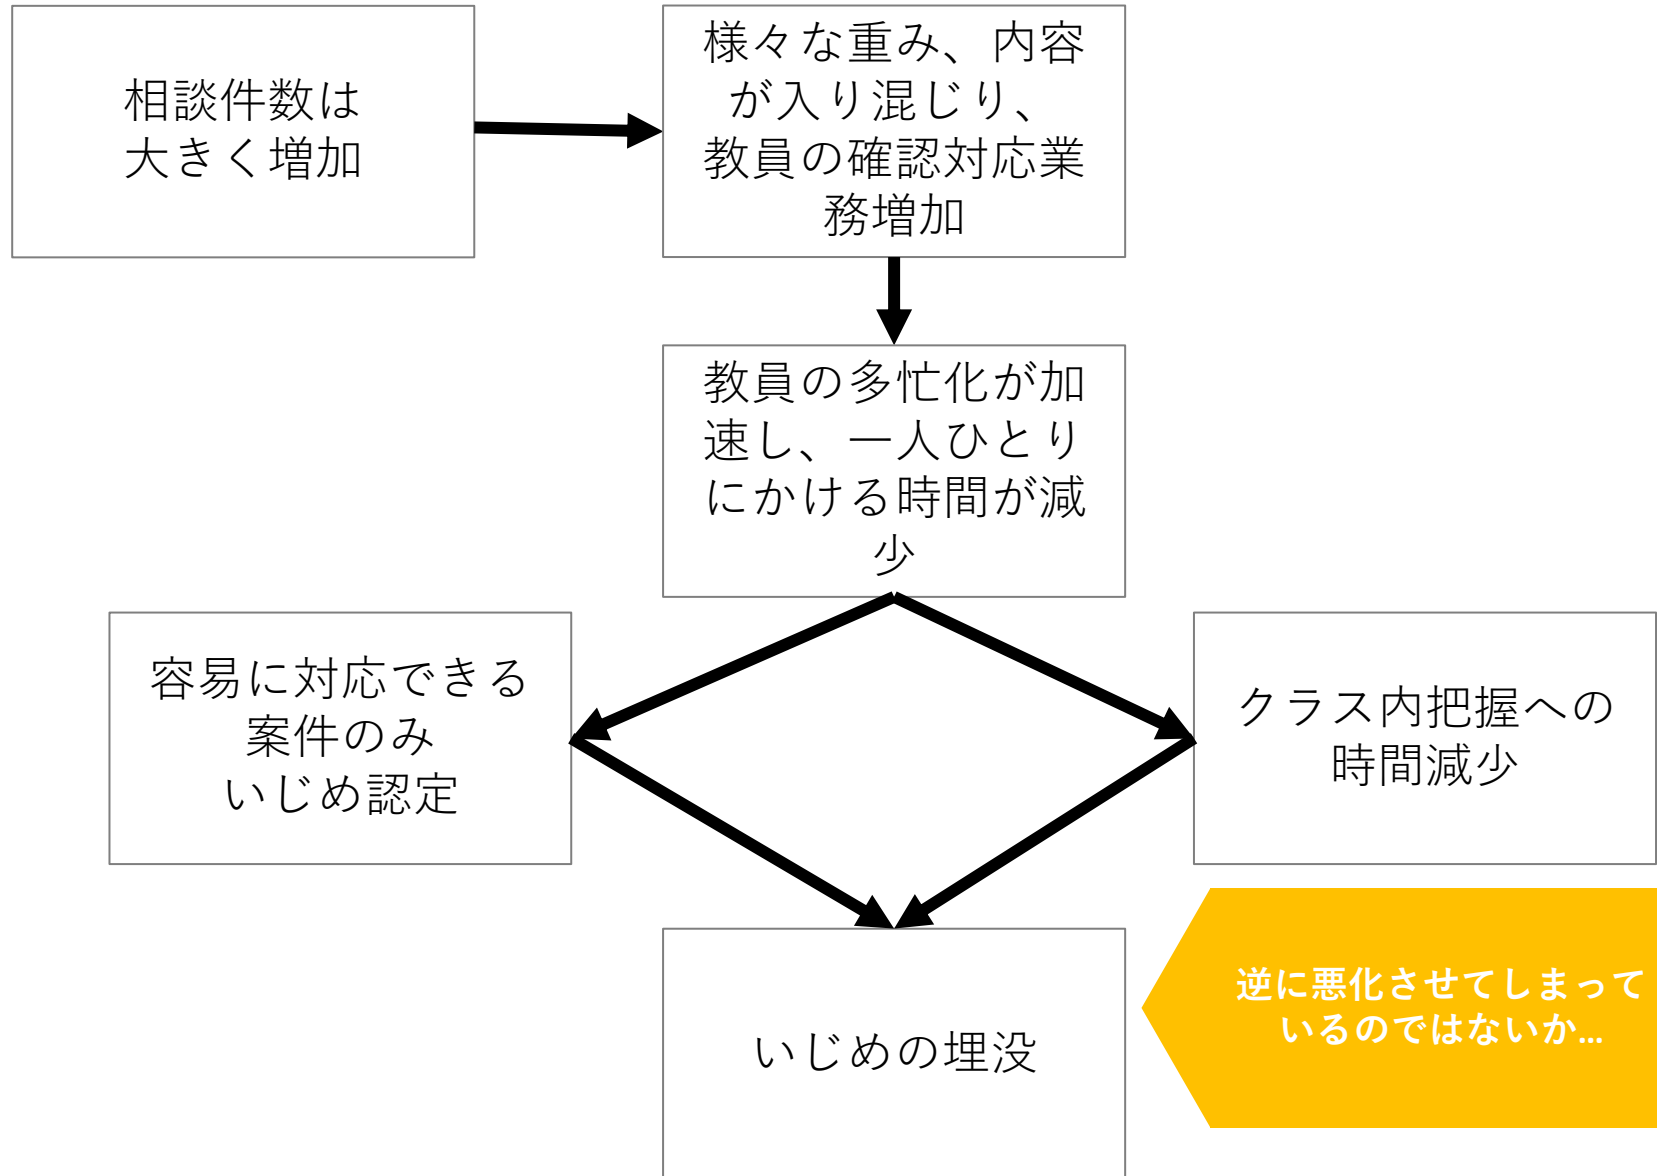 相談件数は
大きく増加
様々な重み、内容
が入り混じり、
教員の確認対応業
務増加
教員の多忙化が加
速し、一人ひとり
にかける時間が減
少
容易に対応できる
案件のみ
いじめ認定
クラス内把握への
時間減少
逆に悪化させてしまって
いるのではないか…
いじめの埋没